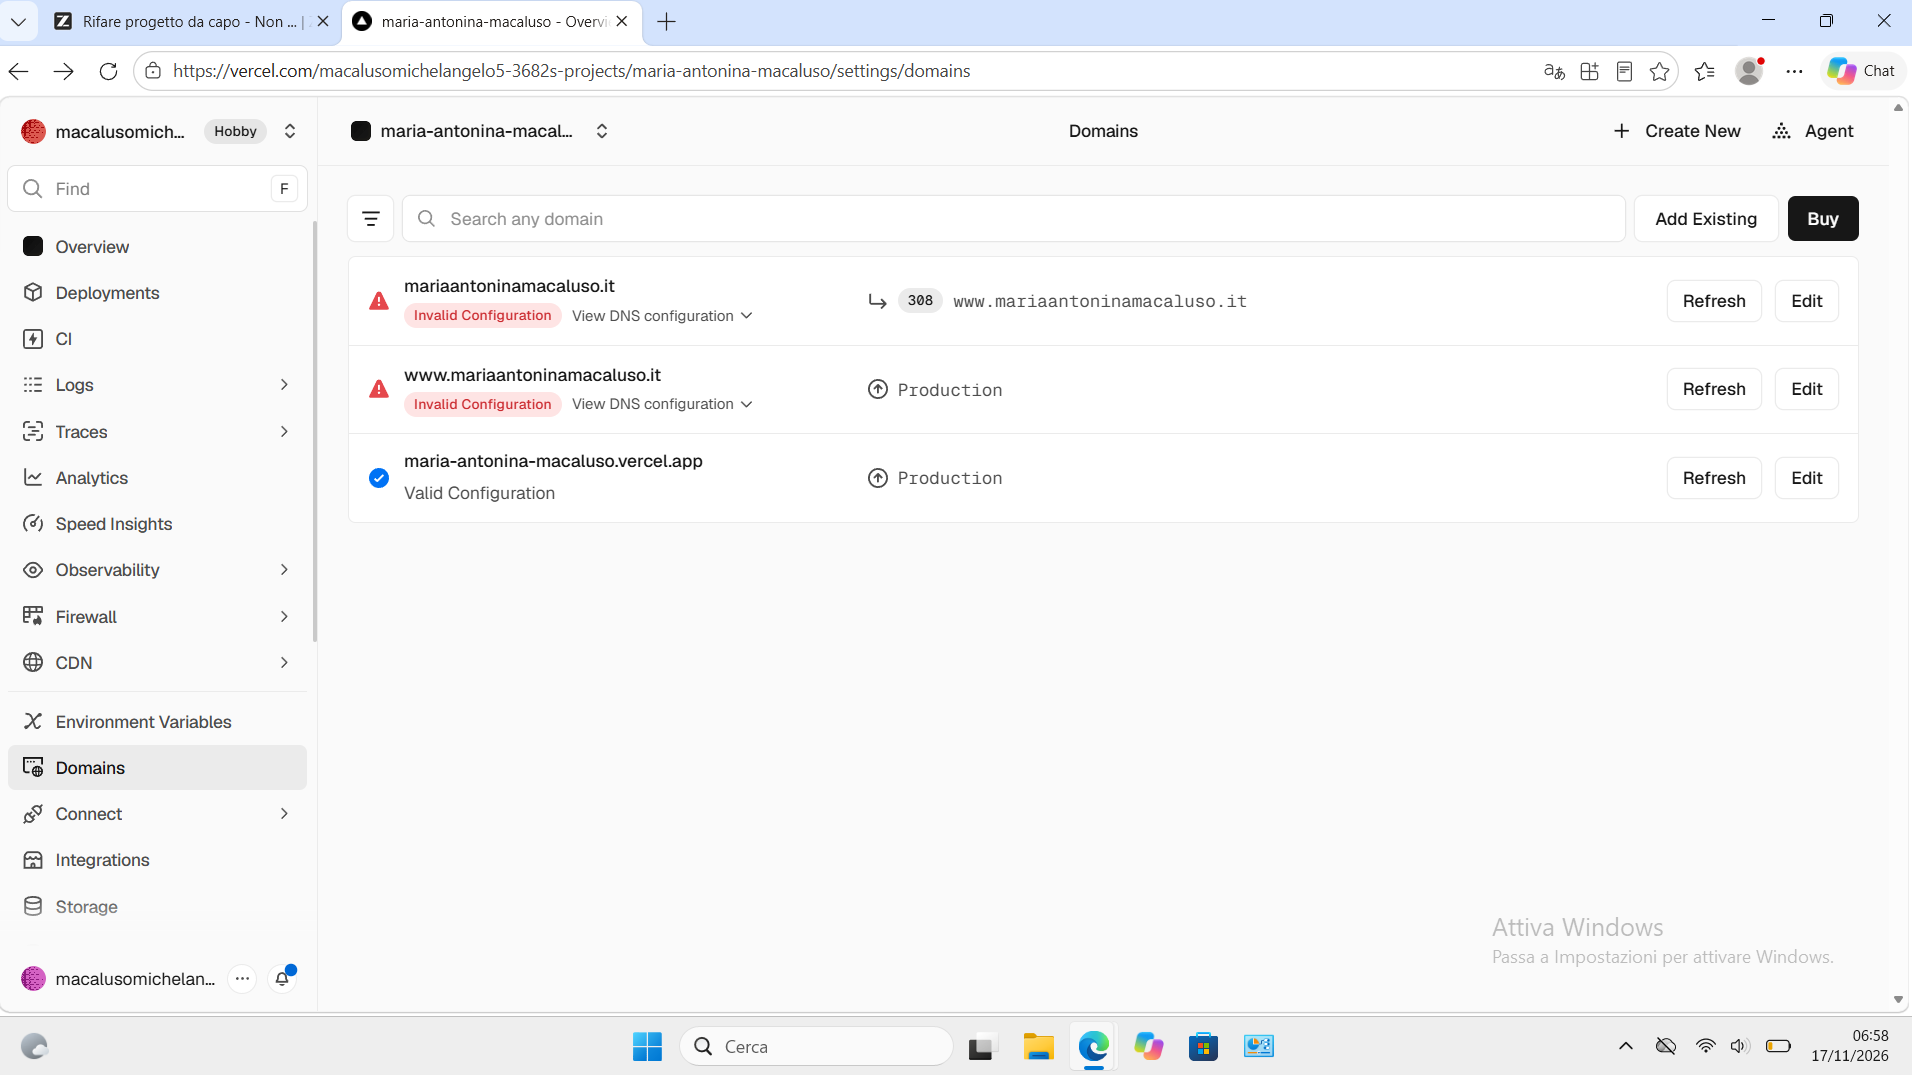 Rifare progetto da capo - Non ... |
maria-antonina-macaluso - Overvi
https://vercel.com/macalusomichelangelo5-3682s-projects/maria-antonina-macaluso/settings/domains
Chat
macalusomich... Hobby
maria-antonina-macal...
Domains
Create New
Agent
Find F
Search any domain
Add Existing
Buy
Overview
Deployments
CI
Logs
Traces
Analytics
Speed Insights
Observability
Firewall
CDN
Environment Variables
Domains
Connect
Integrations
Storage
macalusomichelan...
mariaantoninamacaluso.it
Invalid Configuration View DNS configuration
308 www.mariaantoninamacaluso.it
Refresh Edit
www.mariaantoninamacaluso.it
Invalid Configuration View DNS configuration
Production
Refresh Edit
maria-antonina-macaluso.vercel.app
Valid Configuration
Production
Refresh Edit
Attiva Windows
Passa a Impostazioni per attivare Windows.
Cerca
06:58
17/11/2026